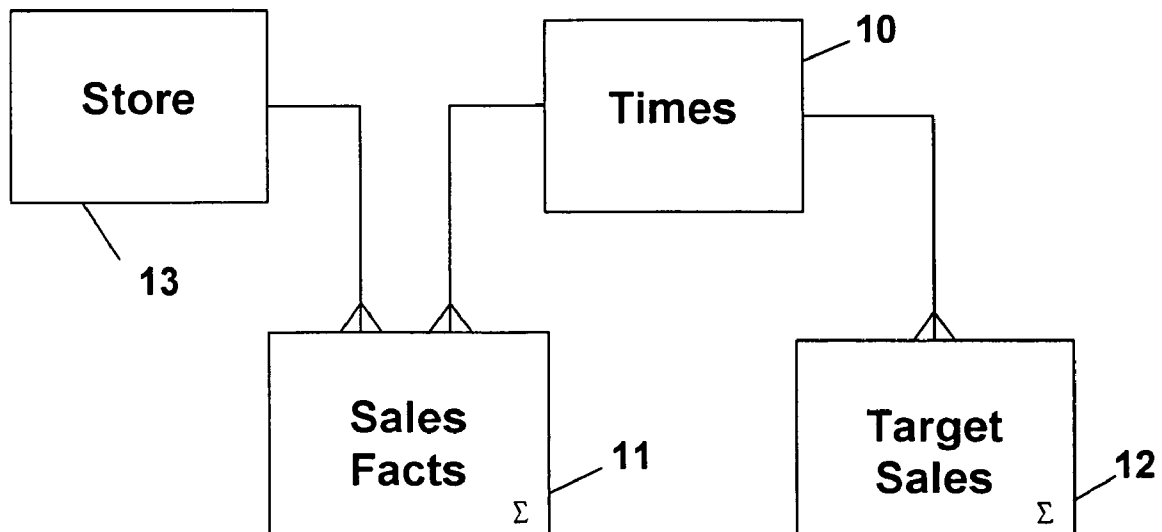 Store
Times
10
13
Sales
Facts
Σ
11
Target
Sales
Σ
12